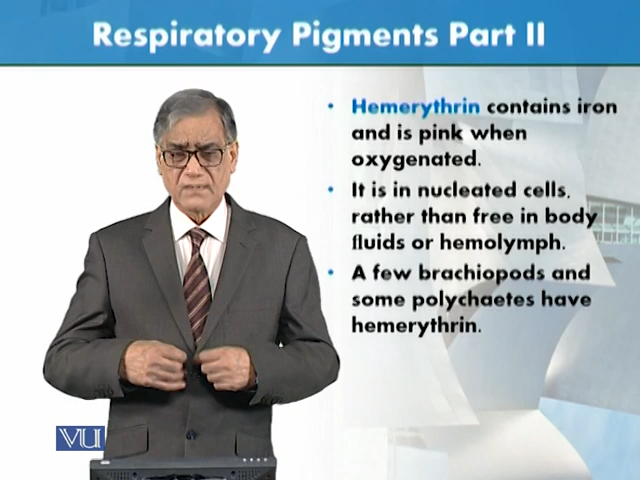 Respiratory Pigments Part II
• Hemerythrin contains iron
and is pink when
oxygenated.
• It is in nucleated cells,
rather than free in body
fluids or hemolymph.
• A few brachiopods and
some polychaetes have
hemerythrin.
VU